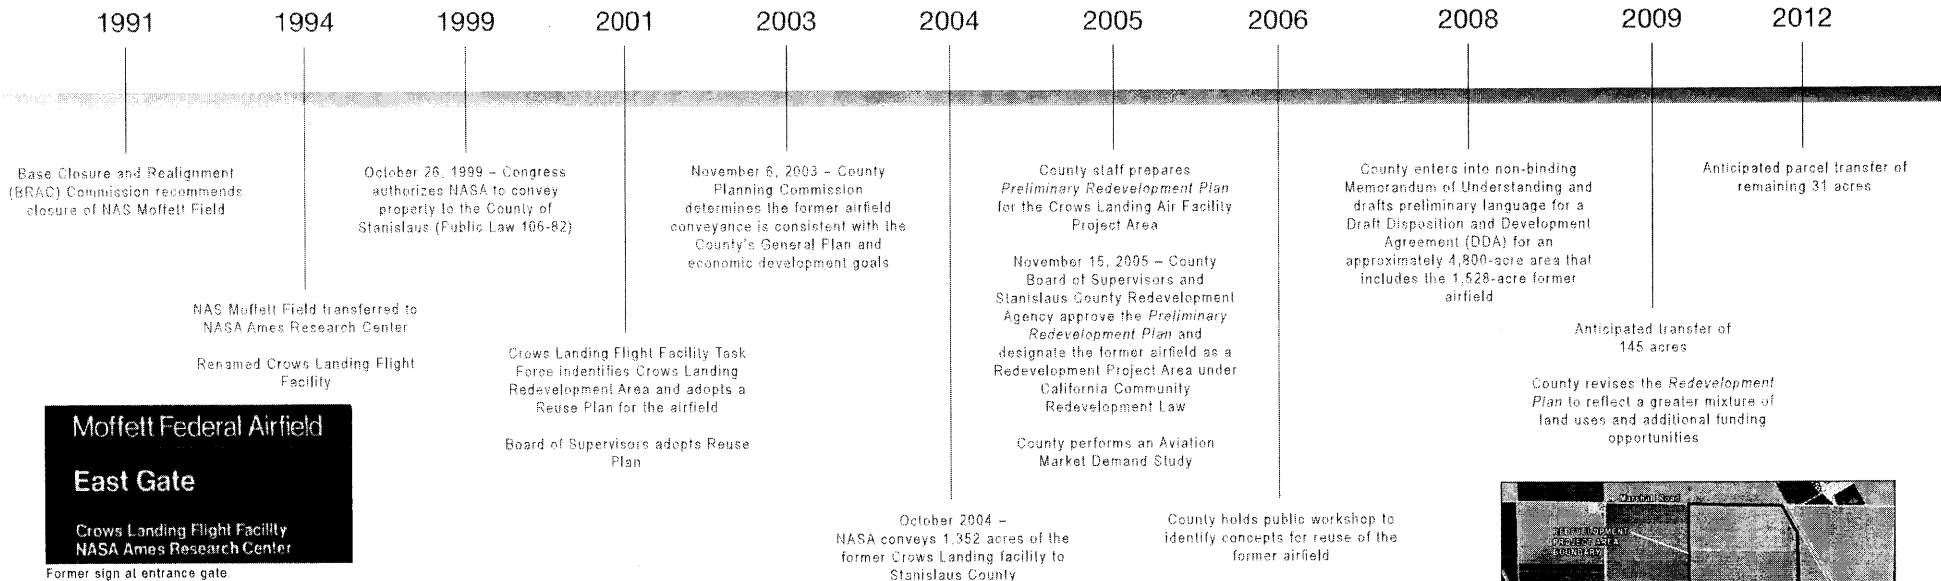 1991
1994
1999
2001
2003
2004
2005
2006
2008
2009
2012
Base Closure and Realignment
(BRAC) Commission recommends
closure of NAS Moffett Field
NAS Moffett Field transferred to
NASA Ames Research Center
Renamed Crows Landing Flight
Facility
October 26, 1999 – Congress
authorizes NASA to convey
property to the County of
Stanislaus (Public Law 106-82)
Crows Landing Flight Facility Task
Force indentifies Crows Landing
Redevelopment Area and adopts a
Reuse Plan for the airfield
Board of Supervisors adopts Reuse
Plan
November 6, 2003 – County
Planning Commission
determines the former airfield
conveyance is consistent with the
County's General Plan and
economic development goals
October 2004 –
NASA conveys 1,352 acres of the
former Crows Landing facility to
Stanislaus County
County staff prepares
Preliminary Redevelopment Plan
for the Crows Landing Air Facility
Project Area
November 15, 2005 – County
Board of Supervisors and
Stanislaus County Redevelopment
Agency approve the Preliminary
Redevelopment Plan and
designate the former airfield as a
Redevelopment Project Area under
California Community
Redevelopment Law
County performs an Aviation
Market Demand Study
County holds public workshop to
identify concepts for reuse of the
former airfield
County enters into non-binding
Memorandum of Understanding and
drafts preliminary language for a
Draft Disposition and Development
Agreement (DDA) for an
approximately 4,800-acre area that
includes the 1,528-acre former
airfield
Anticipated transfer of
145 acres
County revises the Redevelopment
Plan to reflect a greater mixture of
land uses and additional funding
opportunities
Anticipated parcel transfer of
remaining 31 acres
Moffett Federal Airfield
East Gate
Crows Landing Flight Facility
NASA Ames Research Center
Former sign at entrance gate
Marshall Road
REDEVELOPMENT
PROJECT AREA
BOUNDARY